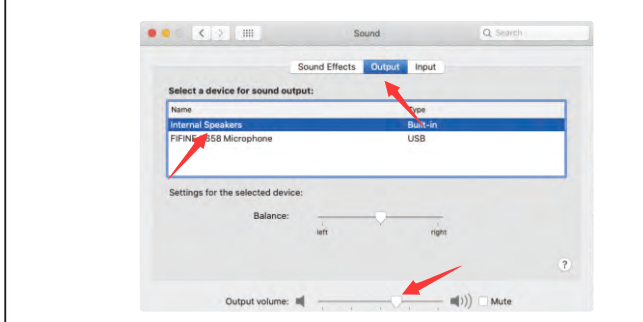 Sound
Search
Sound Effects Output Input
Select a device for sound output:
Name Type
Internal Speakers Built-in
FIFINE 658 Microphone USB
Settings for the selected device:
Balance:
left right
?
Output volume: Mute